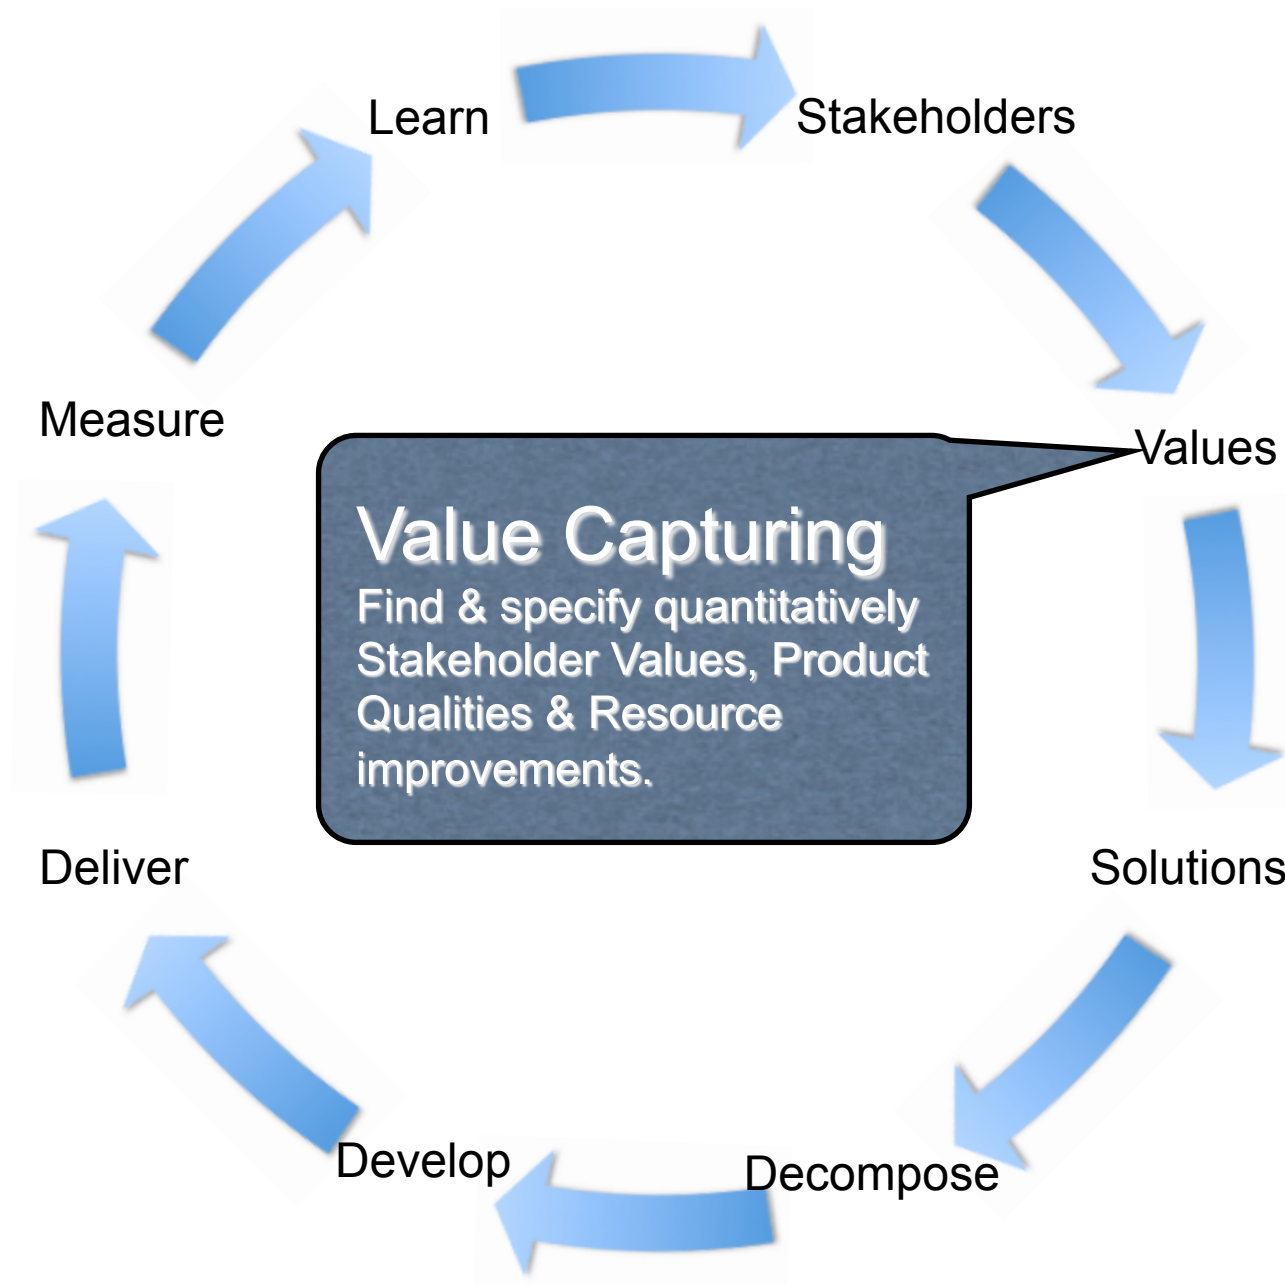 Learn
Stakeholders
Measure
Values
Value Capturing
Find & specify quantitatively
Stakeholder Values, Product
Qualities & Resource
improvements.
Deliver
Solutions
Develop
Decompose